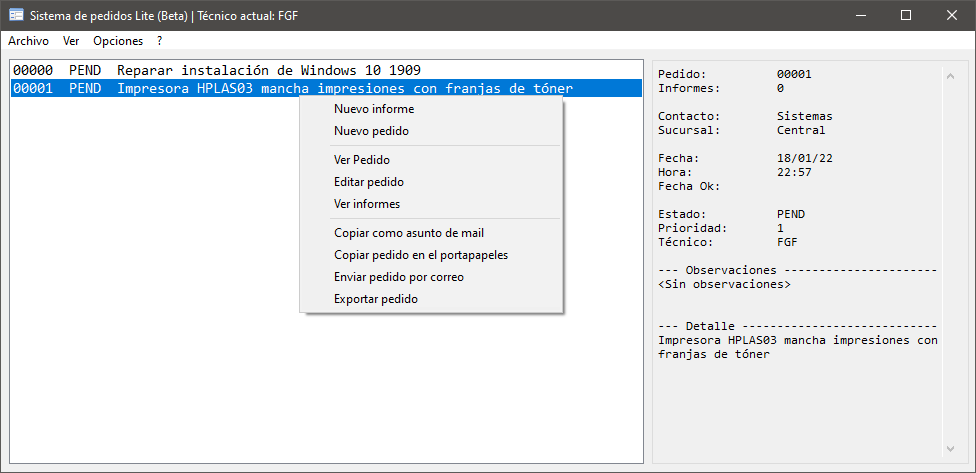 Sistema de pedidos Lite (Beta) | Técnico actual: FGF
Archivo Ver Opciones ?
00000 PEND Reparar instalación de Windows 10 1909
00001 PEND Impresora HPLAS03 mancha impresiones con franjas de tóner
Nuevo informe
Nuevo pedido
Ver Pedido
Editar pedido
Ver informes
Copiar como asunto de mail
Copiar pedido en el portapapeles
Enviar pedido por correo
Exportar pedido
Pedido: 00001
Informes: 0
Contacto: Sistemas
Sucursal: Central
Fecha: 18/01/22
Hora: 22:57
Fecha Ok:
Estado: PEND
Prioridad: 1
Técnico: FGF
--- Observaciones ----------------------
<Sin observaciones>
--- Detalle ----------------------------
Impresora HPLAS03 mancha impresiones con
franjas de tóner